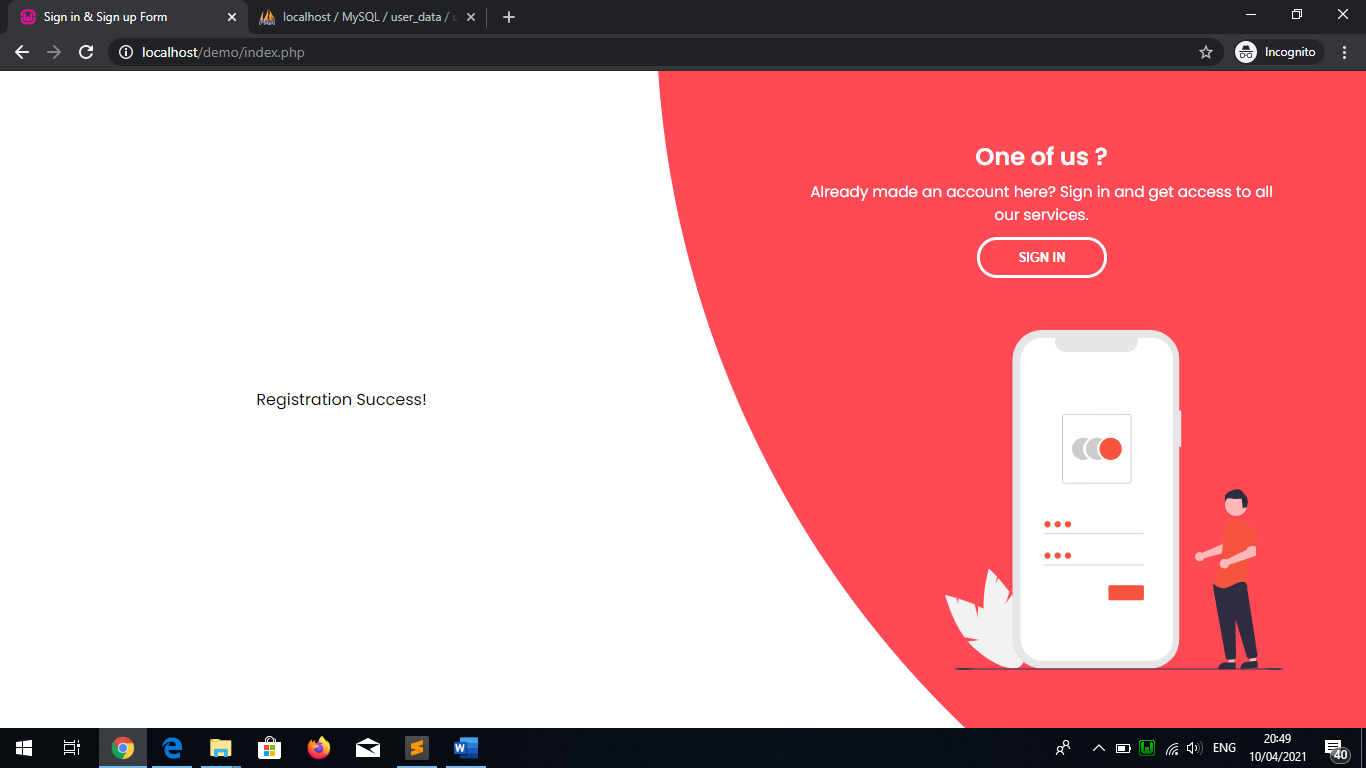 Sign in & Sign up Form
localhost / MySQL / user_data / u
localhost/demo/index.php
Incognito
One of us ?
Already made an account here? Sign in and get access to all
our services.
SIGN IN
Registration Success!
ENG
20:49
10/04/2021
40